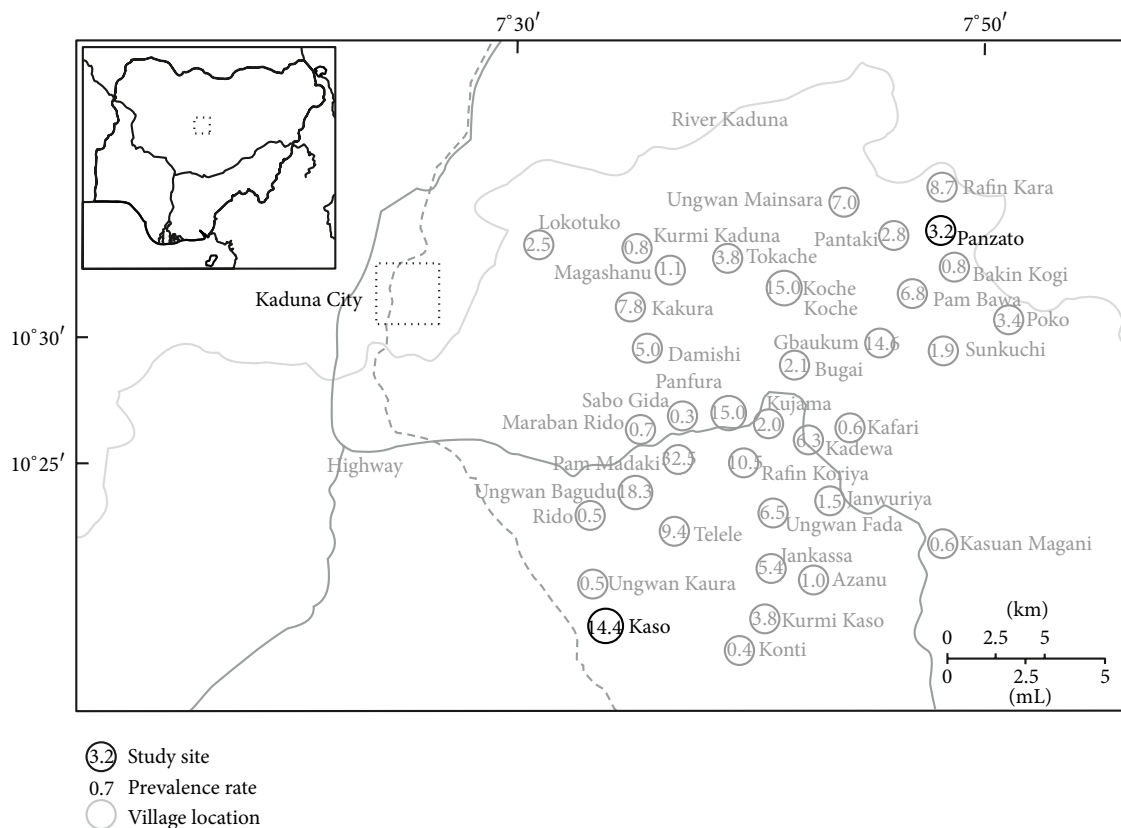 7°30′ 7°50′
River Kaduna
8.7 Rafin Kara
Ungwan Mainsara 7.0
Lokotuko
2.5
Kurmi Kaduna
0.8
Pantaki 2.8
3.2 Panzato
3.8 Tokache
Magashanu 1.1
0.8 Bakin Kogi
Kaduna City
15.0 Koche
Koche
6.8 Pam Bawa
7.8 Kakura
3.4 Poko
10°30′
5.0 Damishi
Gbaukum 14.6
1.9 Sunkuchi
2.1 Bugai
Panfura
15.0
Sabo Gida
0.3
Kujama
2.0
Maraban Rido 0.7
0.6 Kafari
6.3 Kadewa
10°25′
Highway
Pam Madaki 32.5
10.5 Rafin Koriya
Ungwan Bagudu 18.3
1.5 Janwuriya
Rido 0.5
6.5 Ungwan Fada
9.4 Telele
0.6 Kasuan Magani
Jankassa
5.4
0.5 Ungwan Kaura
1.0 Azanu
14.4 Kaso
3.8 Kurmi Kaso
0.4 Konti
(km)
0 2.5 5
0 2.5 5
(mL)
3.2 Study site
0.7 Prevalence rate
Village location